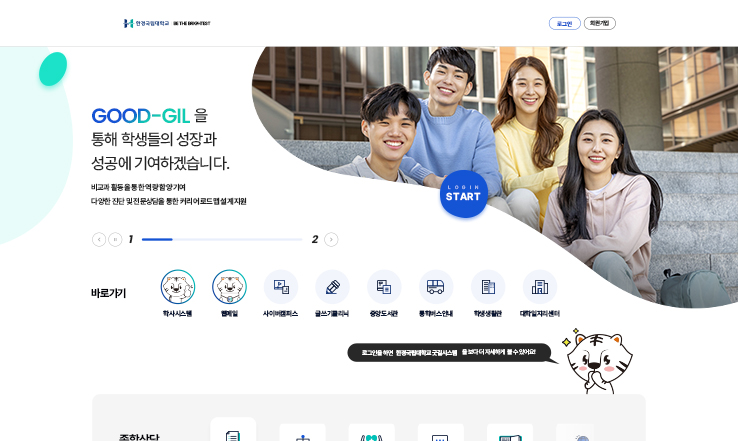 한경국립대학교 BE THE BRIGHTEST
로그인 회원가입
GOOD-GIL 을
통해 학생들의 성장과
성공에 기여하겠습니다.
비교과 활동을 통한 역량 함양 기여
다양한 진단 및 전문상담을 통한 커리어로드맵 설계 지원
LOGIN
START
1 2
바로가기
학사시스템 웹메일 사이버캠퍼스 글쓰기클리닉 중앙도서관 통학버스안내 학생생활관 대학일자리센터
로그인을 하면 한경국립대학교 굿길시스템 을 보다 더 자세하게 볼 수 있어요!
종합상담